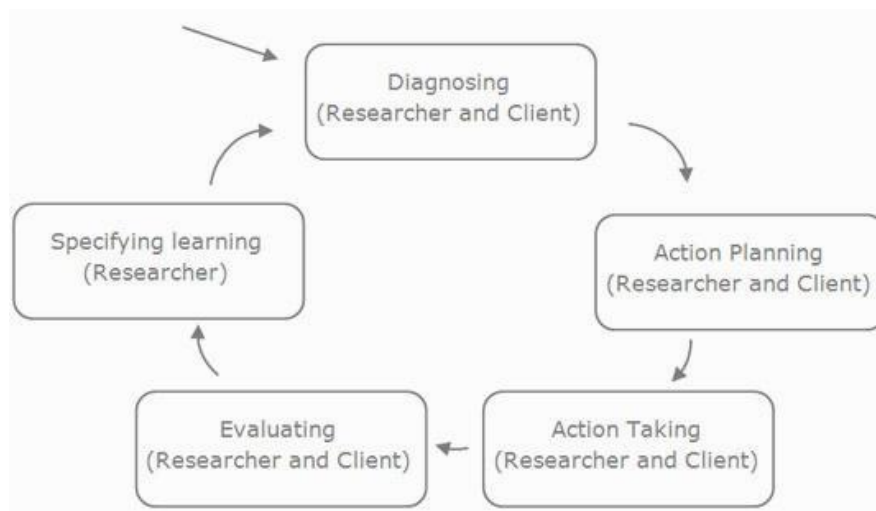 Diagnosing
(Researcher and Client)
Action Planning
(Researcher and Client)
Action Taking
(Researcher and Client)
Evaluating
(Researcher and Client)
Specifying learning
(Researcher)